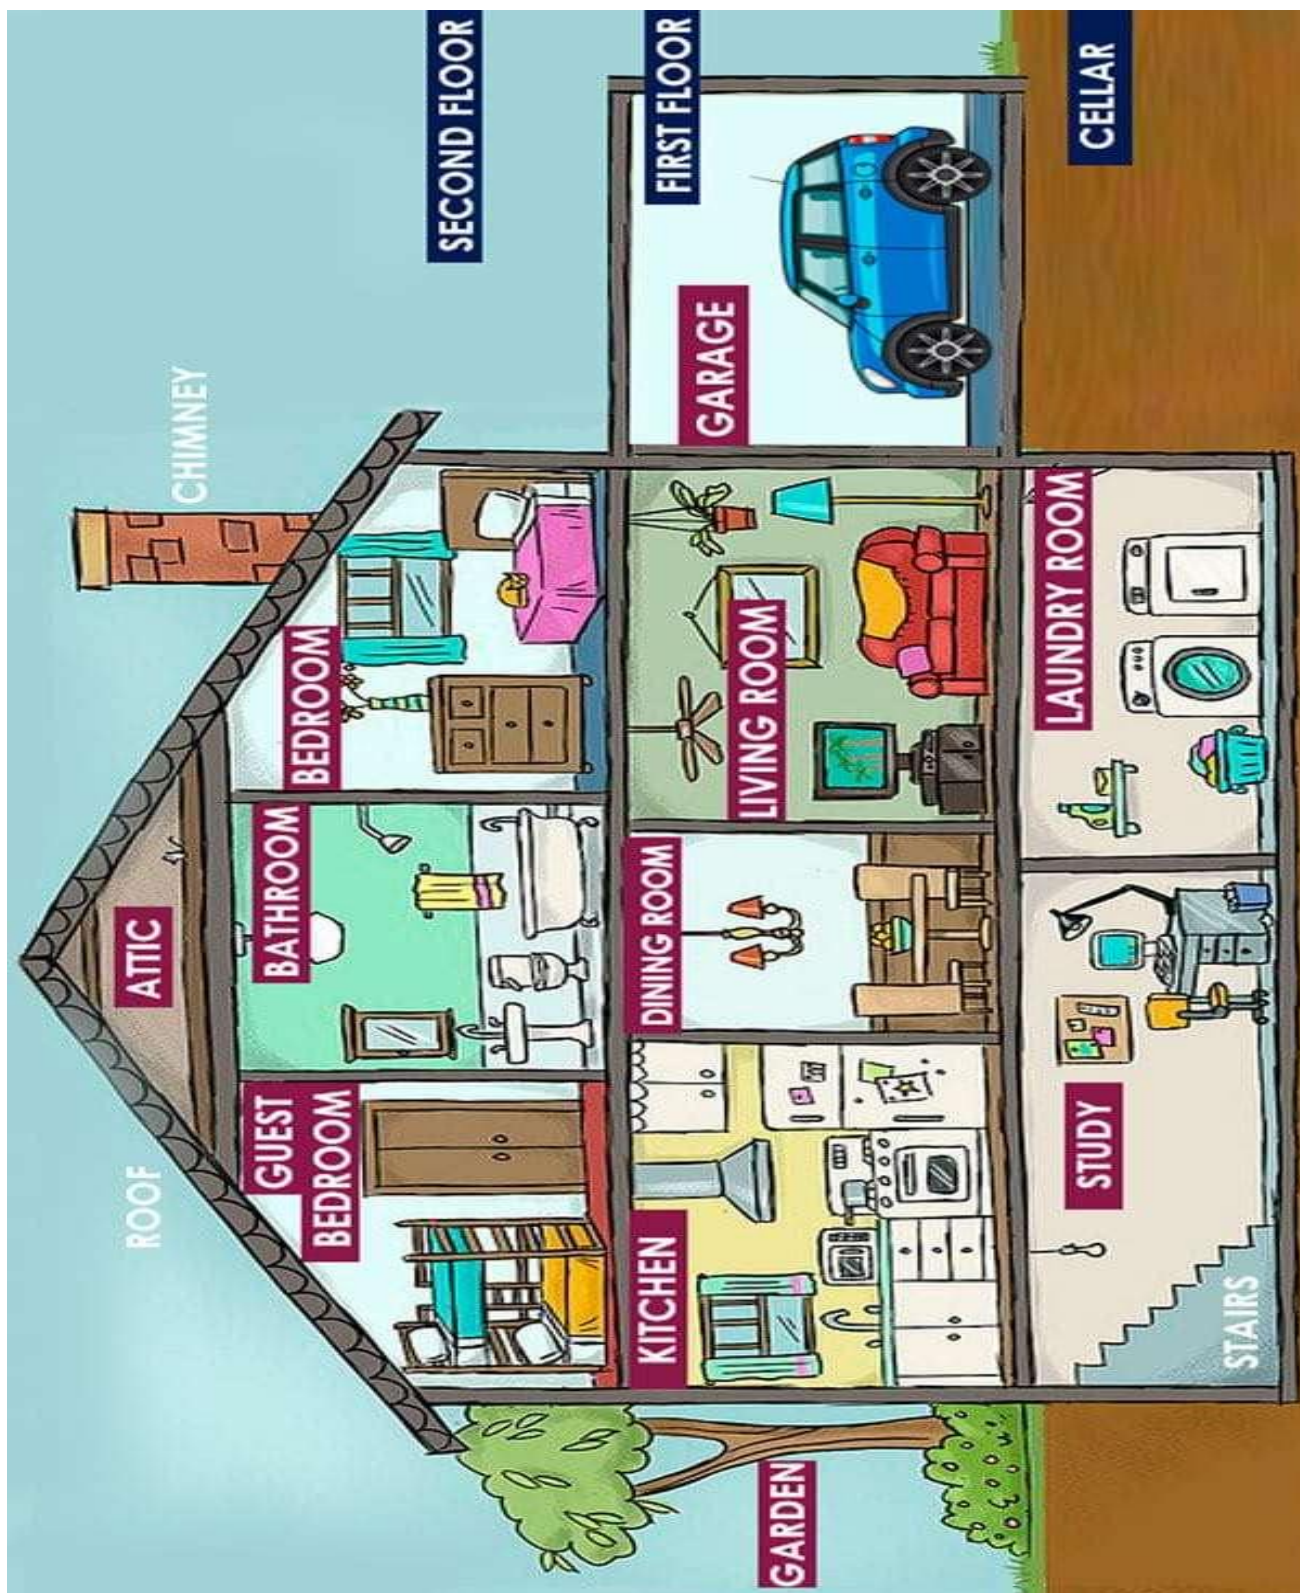 CHIMNEY
ROOF
ATTIC
SECOND FLOOR
GUEST
BEDROOM
BATHROOM
BEDROOM
FIRST FLOOR
KITCHEN
DINING ROOM
LIVING ROOM
GARAGE
GARDEN
CELLAR
STUDY
LAUNDRY ROOM
STAIRS